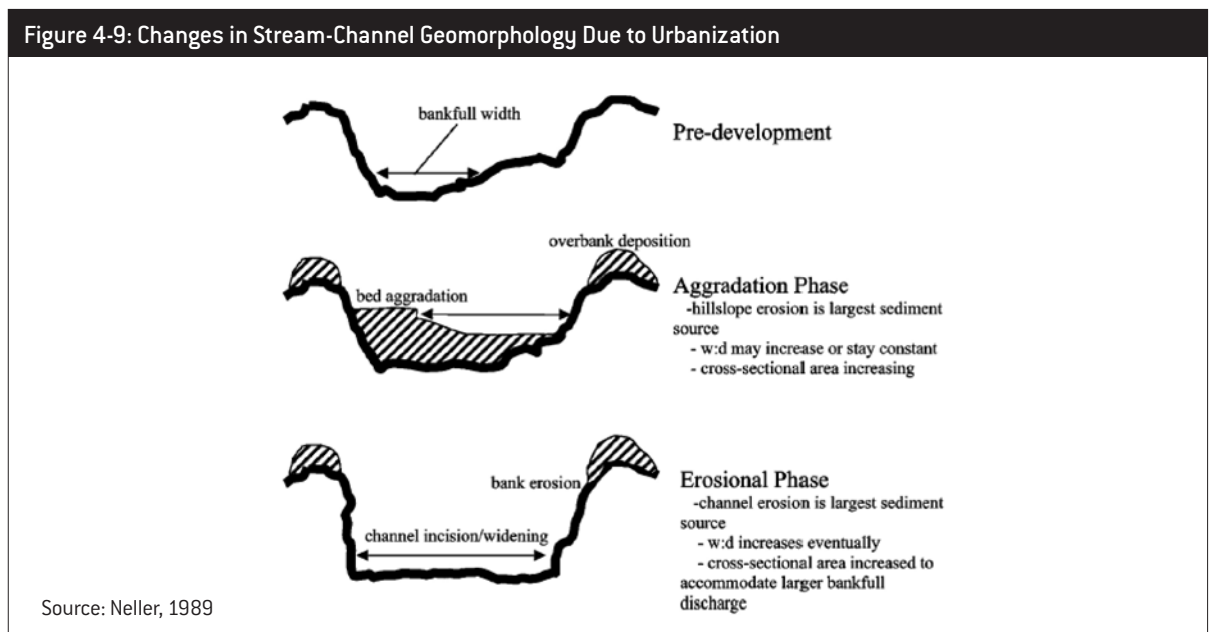 Figure 4-9: Changes in Stream-Channel Geomorphology Due to Urbanization
bankfull width
Pre-development
overbank deposition
bed aggradation
Aggradation Phase
-hillslope erosion is largest sediment
source
- w:d may increase or stay constant
- cross-sectional area increasing
bank erosion
channel incision/widening
Erosional Phase
-channel erosion is largest sediment
source
- w:d increases eventually
- cross-sectional area increased to
accommodate larger bankfull
discharge
Source: Neller, 1989